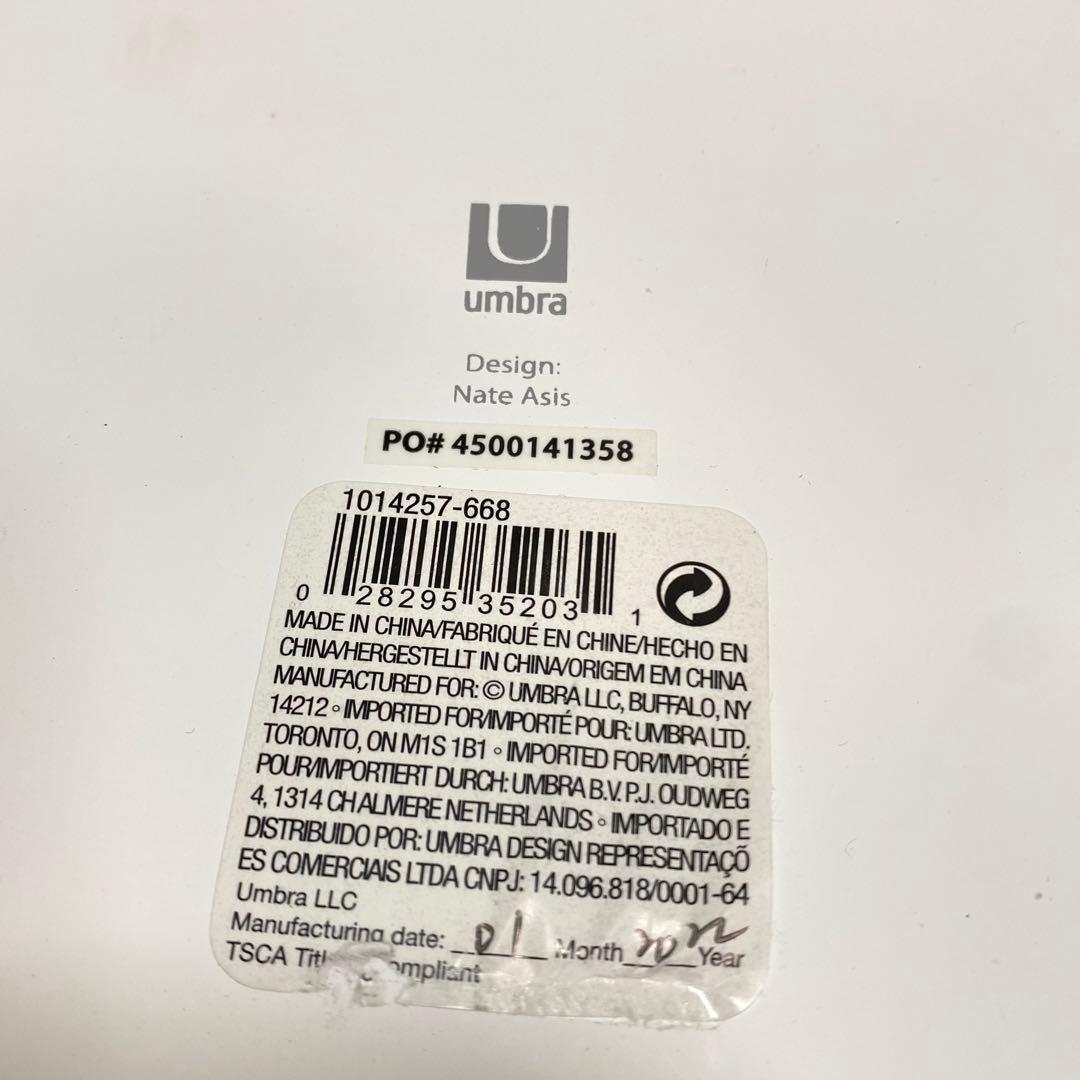 umbra
Design:
Nate Asis
PO# 4500141358
1014257-668
0 28295 35203 1
MADE IN CHINA/FABRIQUÉ EN CHINE/HECHO EN
CHINA/HERGESTELLT IN CHINA/ORIGEM EM CHINA
MANUFACTURED FOR: © UMBRA LLC, BUFFALO, NY
14212 ∘ IMPORTED FOR/IMPORTÉ POUR: UMBRA LTD.
TORONTO, ON M1S 1B1 ∘ IMPORTED FOR/IMPORTÉ
POUR/IMPORTIERT DURCH: UMBRA B.V. P.J. OUDWEG
4, 1314 CH ALMERE NETHERLANDS ∘ IMPORTADO E
DISTRIBUIDO POR: UMBRA DESIGN REPRESENTAÇÕ
ES COMERCIAIS LTDA CNPJ: 14.096.818/0001-64
Umbra LLC
Manufacturing date: 01 Month 2022 Year
TSCA Compliant